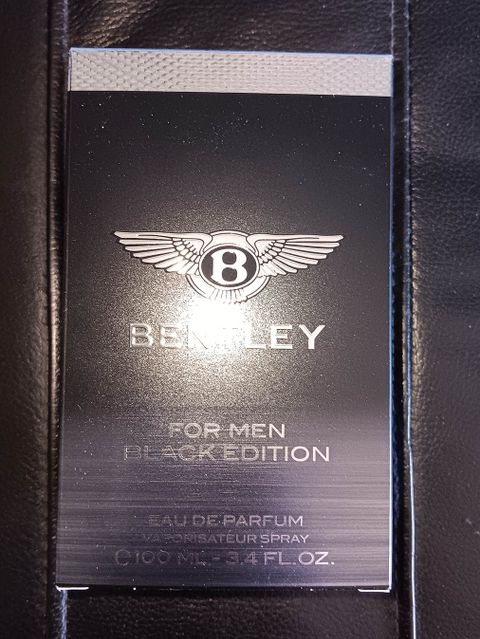 B
BENTLEY
FOR MEN
BLACK EDITION
EAU DE PARFUM
VAPORISATEUR SPRAY
℮100 ML - 3.4 FL.OZ.